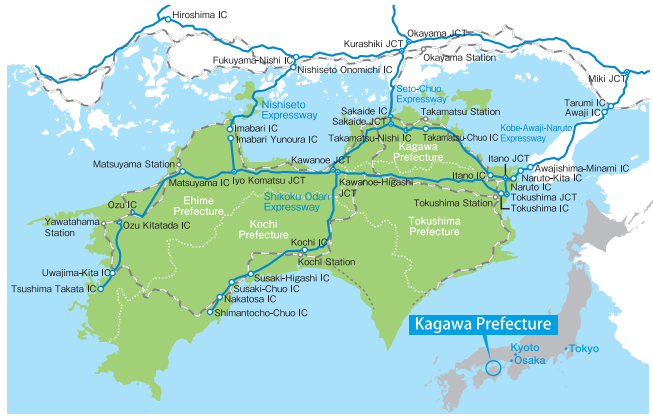 Hiroshima IC
Okayama JCT
Kurashiki JCT
Okayama Station
Fukuyama-Nishi IC
Nishiseto Onomichi IC
Miki JCT
Seto-Chuo
Expressway
Nishiseto
Expressway
Tarumi IC
Awaji IC
Sakaide IC
Sakaide JCT
Takamatsu Station
Imabari IC
Imabari Yunoura IC
Takamatsu-Nishi IC
Takamatsu-Chuo IC
Kobe-Awaji-Naruto
Expressway
Kagawa
Prefecture
Matsuyama Station
Kawanoe JCT
Itano JCT
Awajishima-Minami IC
Matsuyama IC
Iyo Komatsu JCT
Kawanoe-Higashi
JCT
Itano IC
Naruto-Kita IC
Naruto IC
Tokushima Station
Tokushima JCT
Tokushima IC
Ozu IC
Ehime
Prefecture
Shikoku Odan
Expressway
Yawatahama
Station
Ozu Kitatada IC
Kochi
Prefecture
Tokushima
Prefecture
Kochi IC
Kochi Station
Uwajima-Kita IC
Tsushima Takata IC
Susaki-Higashi IC
Susaki-Chuo IC
Nakatosa IC
Shimantocho-Chuo IC
Kagawa Prefecture
Kyoto
Osaka
Tokyo